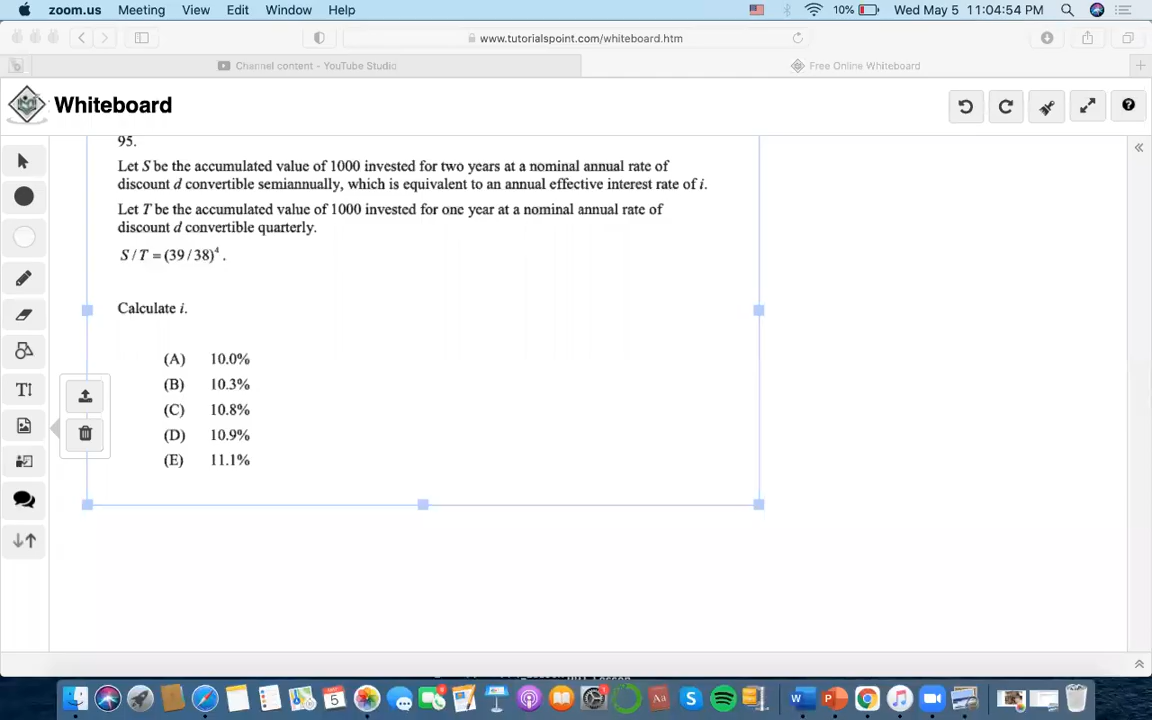 zoom.us Meeting View Edit Window Help 10% Wed May 5 11:04:54 PM
www.tutorialspoint.com/whiteboard.htm
Channel content - YouTube Studio Free Online Whiteboard
Whiteboard
95.
Let S be the accumulated value of 1000 invested for two years at a nominal annual rate of
discount d convertible semiannually, which is equivalent to an annual effective interest rate of i.
Let T be the accumulated value of 1000 invested for one year at a nominal annual rate of
discount d convertible quarterly.
S / T = (39 / 38)⁴ .
Calculate i.
(A) 10.0%
(B) 10.3%
(C) 10.8%
(D) 10.9%
(E) 11.1%